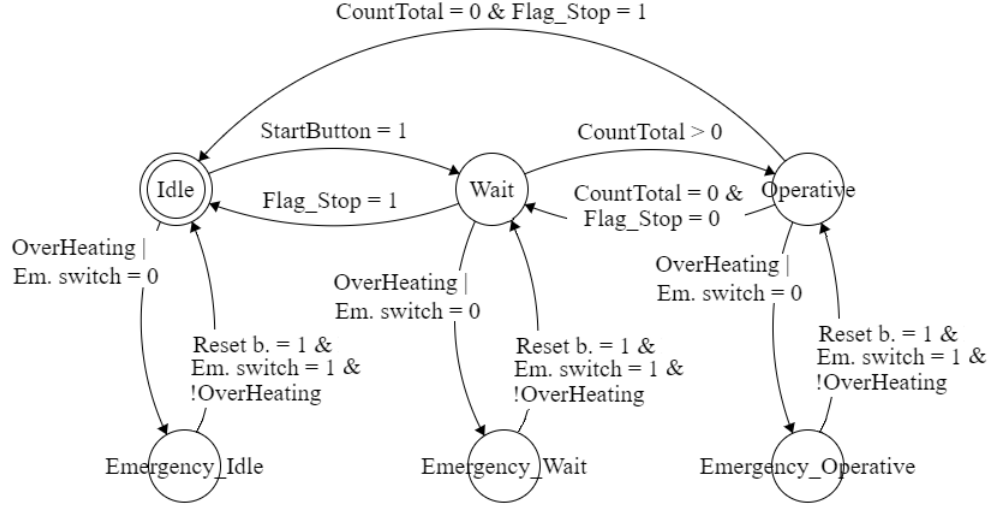 CountTotal = 0 & Flag_Stop = 1
StartButton = 1
CountTotal > 0
Idle
Wait
Operative
Flag_Stop = 1
CountTotal = 0 &
Flag_Stop = 0
OverHeating |
Em. switch = 0
OverHeating |
Em. switch = 0
OverHeating |
Em. switch = 0
Reset b. = 1 &
Em. switch = 1 &
!OverHeating
Reset b. = 1 &
Em. switch = 1 &
!OverHeating
Reset b. = 1 &
Em. switch = 1 &
!OverHeating
Emergency_Idle
Emergency_Wait
Emergency_Operative